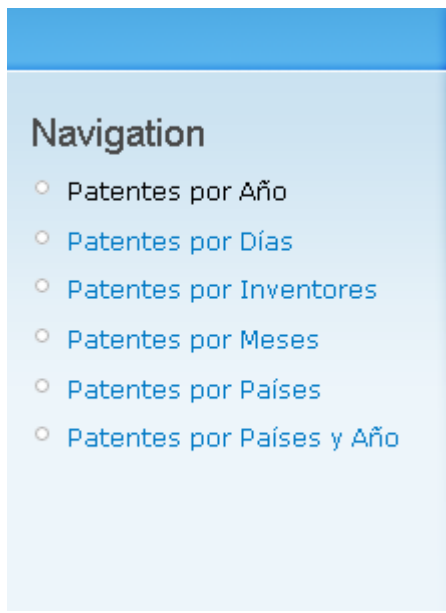 Navigation
Patentes por Año
Patentes por Días
Patentes por Inventores
Patentes por Meses
Patentes por Países
Patentes por Países y Año